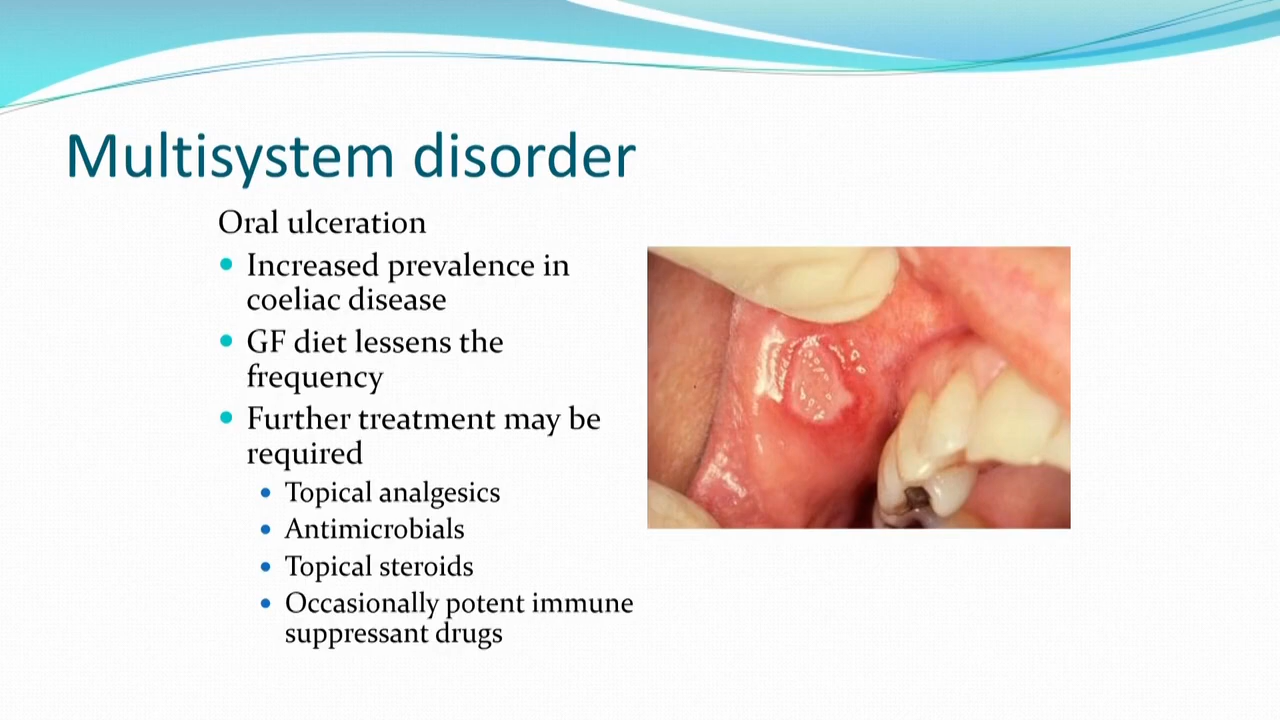 Multisystem disorder
Oral ulceration
Increased prevalence in
coeliac disease
GF diet lessens the
frequency
Further treatment may be
required
Topical analgesics
Antimicrobials
Topical steroids
Occasionally potent immune
suppressant drugs